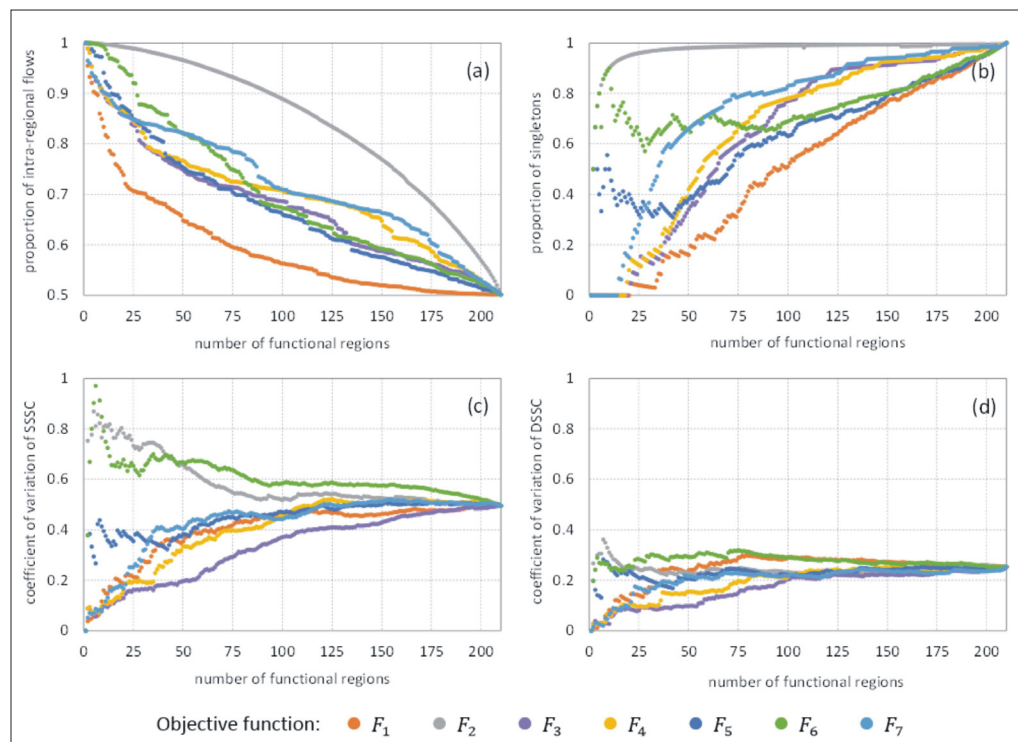 (a)
proportion of intra-regional flows
1
0.9
0.8
0.7
0.6
0.5
0 25 50 75 100 125 150 175 200
number of functional regions
(b)
proportion of singletons
1
0.8
0.6
0.4
0.2
0
0 25 50 75 100 125 150 175 200
number of functional regions
(c)
coefficient of variation of SSSC
1
0.8
0.6
0.4
0.2
0
0 25 50 75 100 125 150 175 200
number of functional regions
(d)
coefficient of variation of DSSC
1
0.8
0.6
0.4
0.2
0
0 25 50 75 100 125 150 175 200
number of functional regions
Objective function: F₁ F₂ F₃ F₄ F₅ F₆ F₇